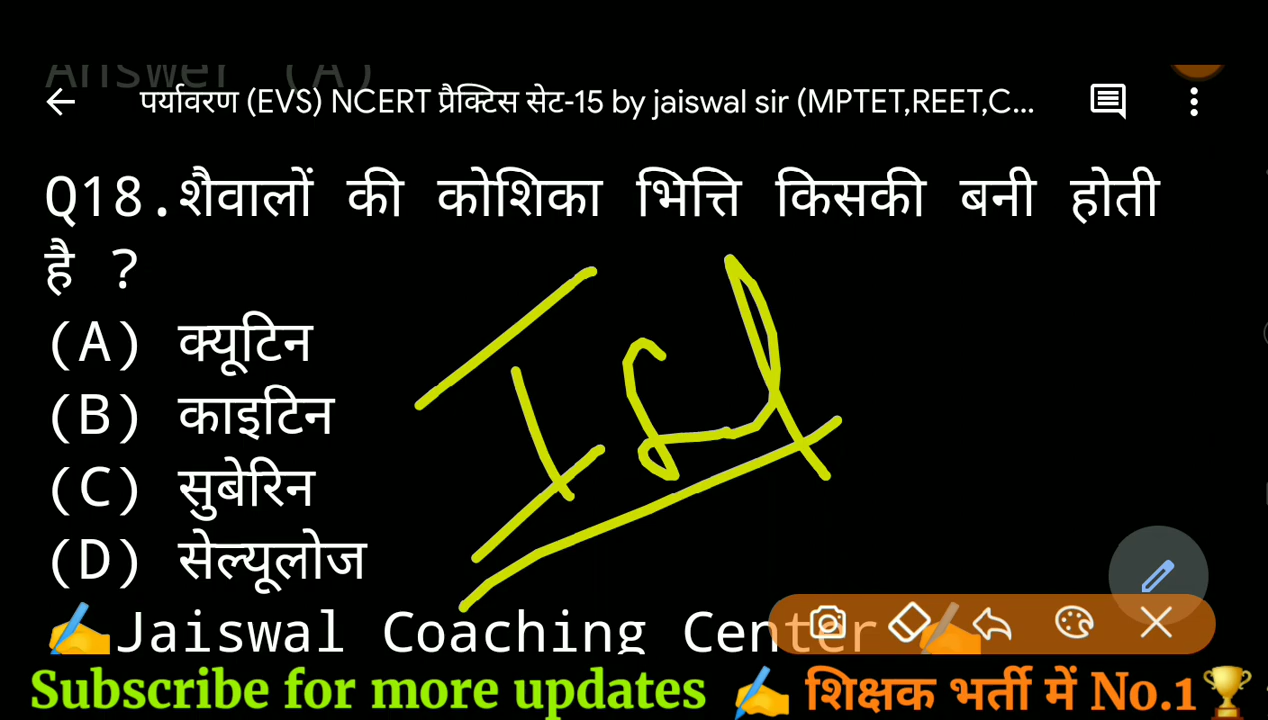 Answer (A)
पर्यावरण (EVS) NCERT प्रैक्टिस सेट-15 by jaiswal sir (MPTET,REET,C...
Q18.शैवालों की कोशिका भित्ति किसकी बनी होती
है ?
(A) क्यूटिन
(B) काइटिन
(C) सुबेरिन
(D) सेल्यूलोज
✍Jaiswal Coaching Center ✍
Subscribe for more updates ✍ शिक्षक भर्ती में No.1🏆